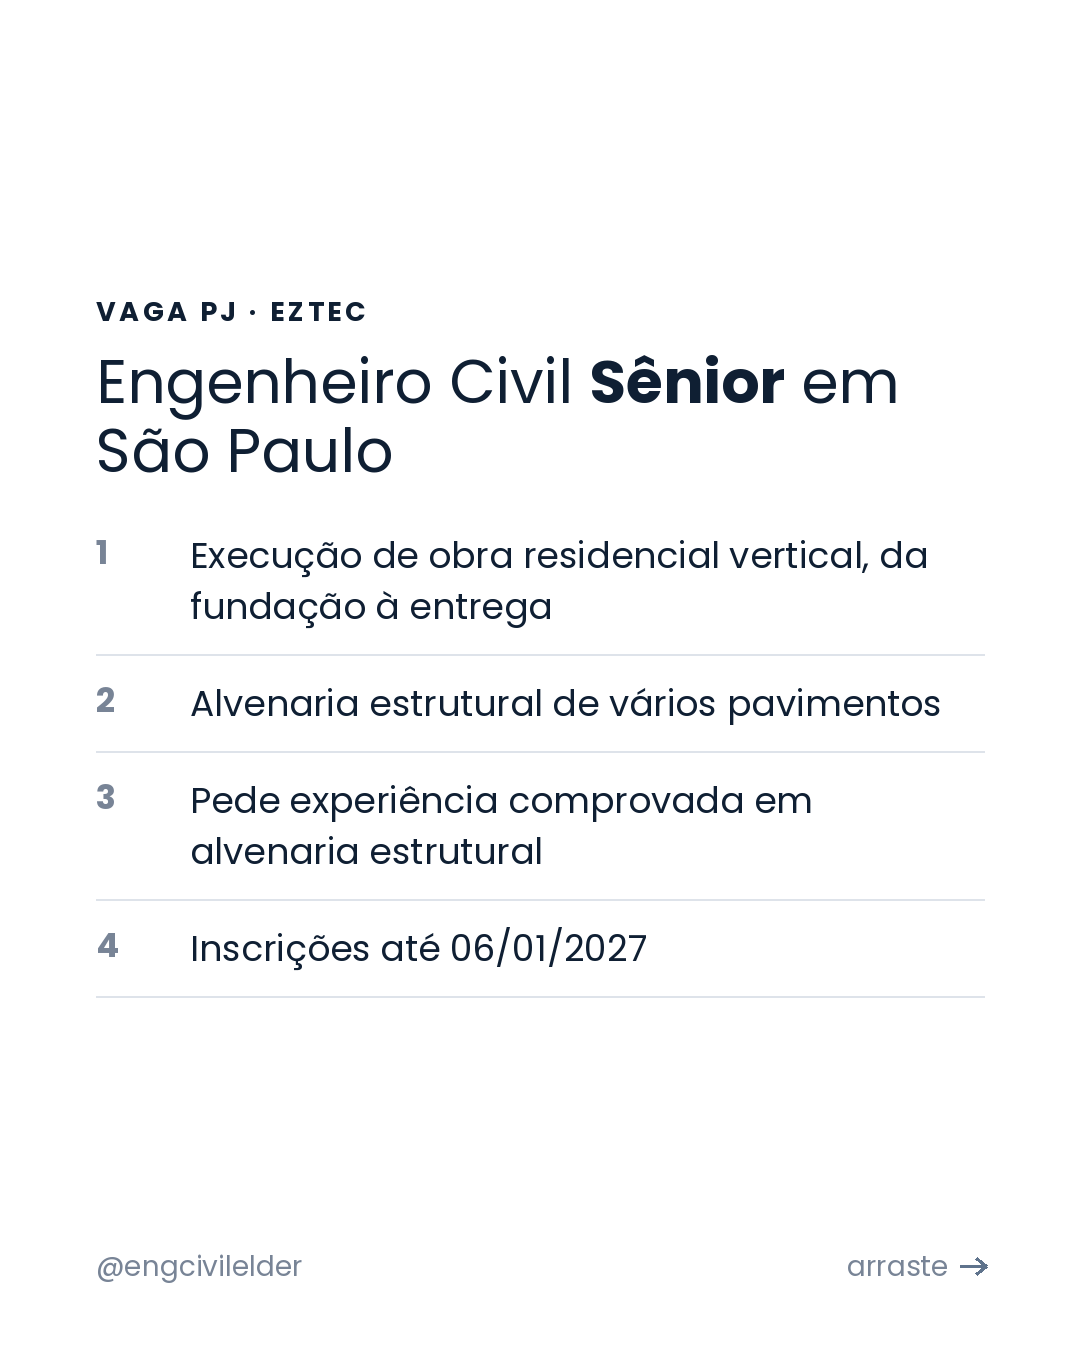 VAGA PJ · EZTEC
Engenheiro Civil Sênior em
São Paulo
1 Execução de obra residencial vertical, da
fundação à entrega
2 Alvenaria estrutural de vários pavimentos
3 Pede experiência comprovada em
alvenaria estrutural
4 Inscrições até 06/01/2027
@engcivilelder arraste →